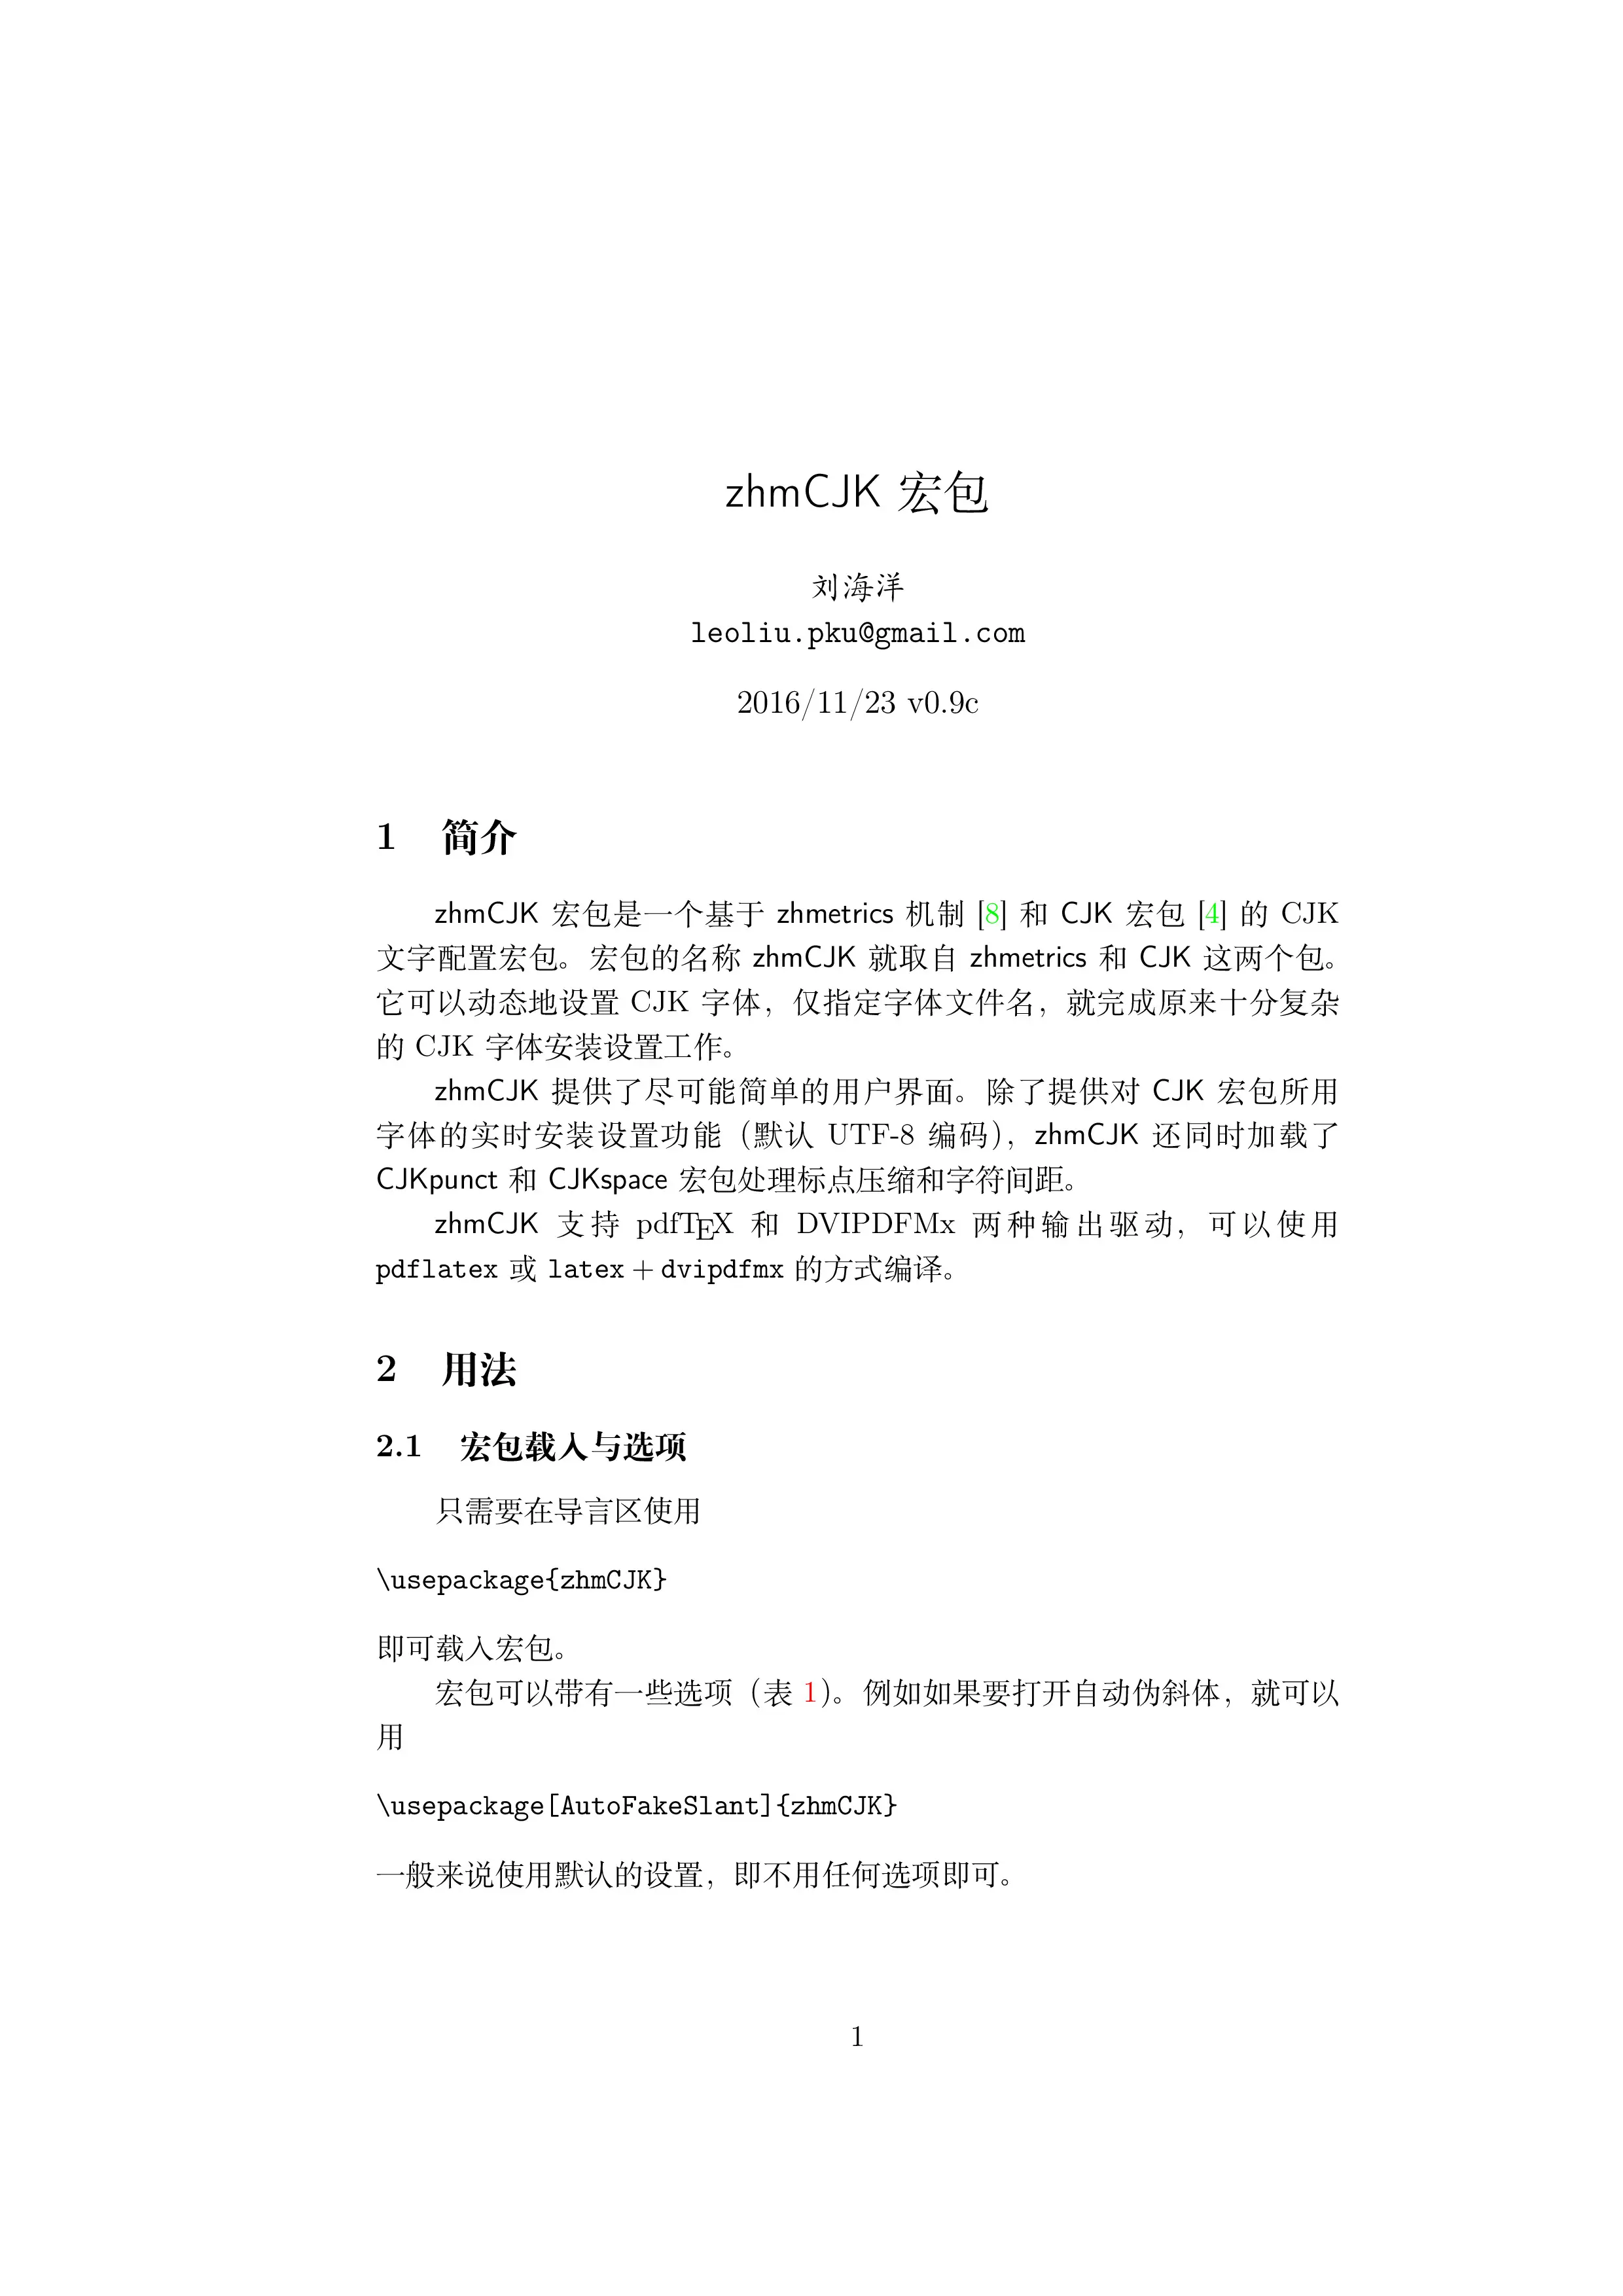 zhmCJK 宏包
刘海洋
leoliu.pku@gmail.com
2016/11/23 v0.9c
1 简介
zhmCJK 宏包是一个基于 zhmetrics 机制 [8] 和 CJK 宏包 [4] 的 CJK
文字配置宏包。宏包的名称 zhmCJK 就取自 zhmetrics 和 CJK 这两个包。
它可以动态地设置 CJK 字体，仅指定字体文件名，就完成原来十分复杂
的 CJK 字体安装设置工作。
zhmCJK 提供了尽可能简单的用户界面。除了提供对 CJK 宏包所用
字体的实时安装设置功能（默认 UTF-8 编码），zhmCJK 还同时加载了
CJKpunct 和 CJKspace 宏包处理标点压缩和字符间距。
zhmCJK 支持 pdfTEX 和 DVIPDFMx 两种输出驱动，可以使用
pdflatex 或 latex + dvipdfmx 的方式编译。
2 用法
2.1 宏包载入与选项
只需要在导言区使用
\usepackage{zhmCJK}
即可载入宏包。
宏包可以带有一些选项（表 1）。例如如果要打开自动伪斜体，就可以
用
\usepackage[AutoFakeSlant]{zhmCJK}
一般来说使用默认的设置，即不用任何选项即可。
1